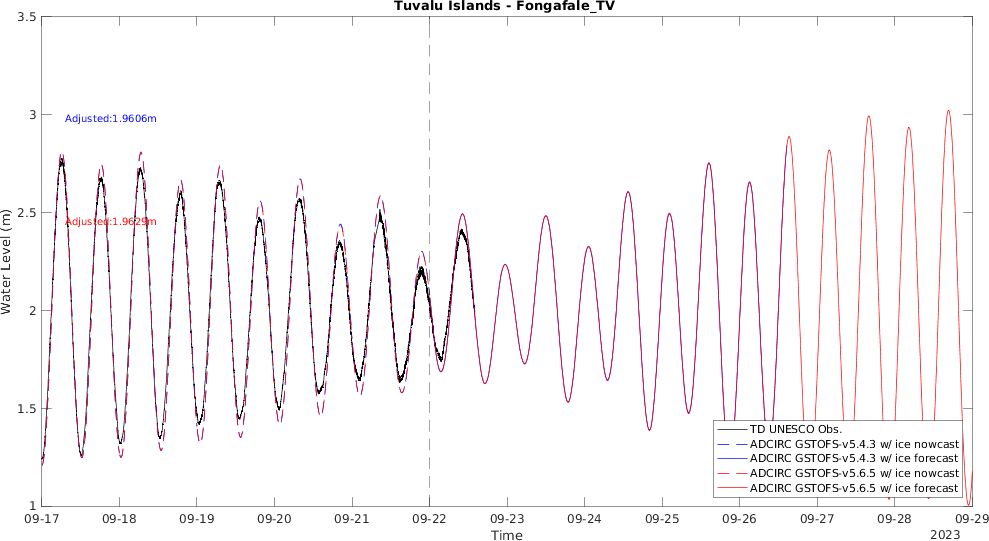 Tuvalu Islands - Fongafale_TV
3.5
3
2.5
2
1.5
1
Water Level (m)
Adjusted:1.9606m
Adjusted:1.9629m
TD UNESCO Obs.
ADCIRC GSTOFS-v5.4.3 w/ ice nowcast
ADCIRC GSTOFS-v5.4.3 w/ ice forecast
ADCIRC GSTOFS-v5.6.5 w/ ice nowcast
ADCIRC GSTOFS-v5.6.5 w/ ice forecast
09-17 09-18 09-19 09-20 09-21 09-22 09-23 09-24 09-25 09-26 09-27 09-28 09-29
Time
2023